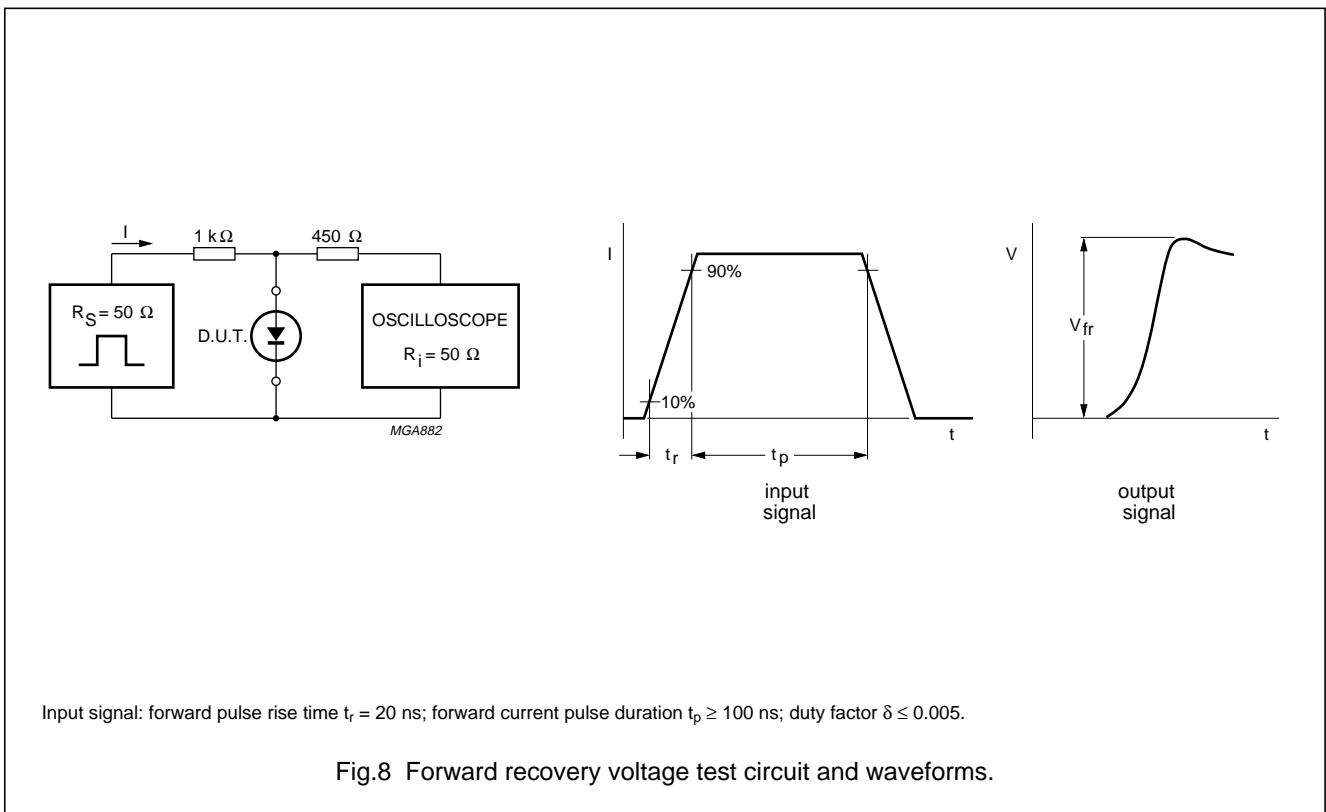 I
1 kΩ
450 Ω
R_S = 50 Ω
D.U.T.
OSCILLOSCOPE
R_i = 50 Ω
MGA882
I
90%
10%
t
t_r
t_p
input
signal
V
V_fr
t
output
signal
Input signal: forward pulse rise time t_r = 20 ns; forward current pulse duration t_p ≥ 100 ns; duty factor δ ≤ 0.005.
Fig.8 Forward recovery voltage test circuit and waveforms.